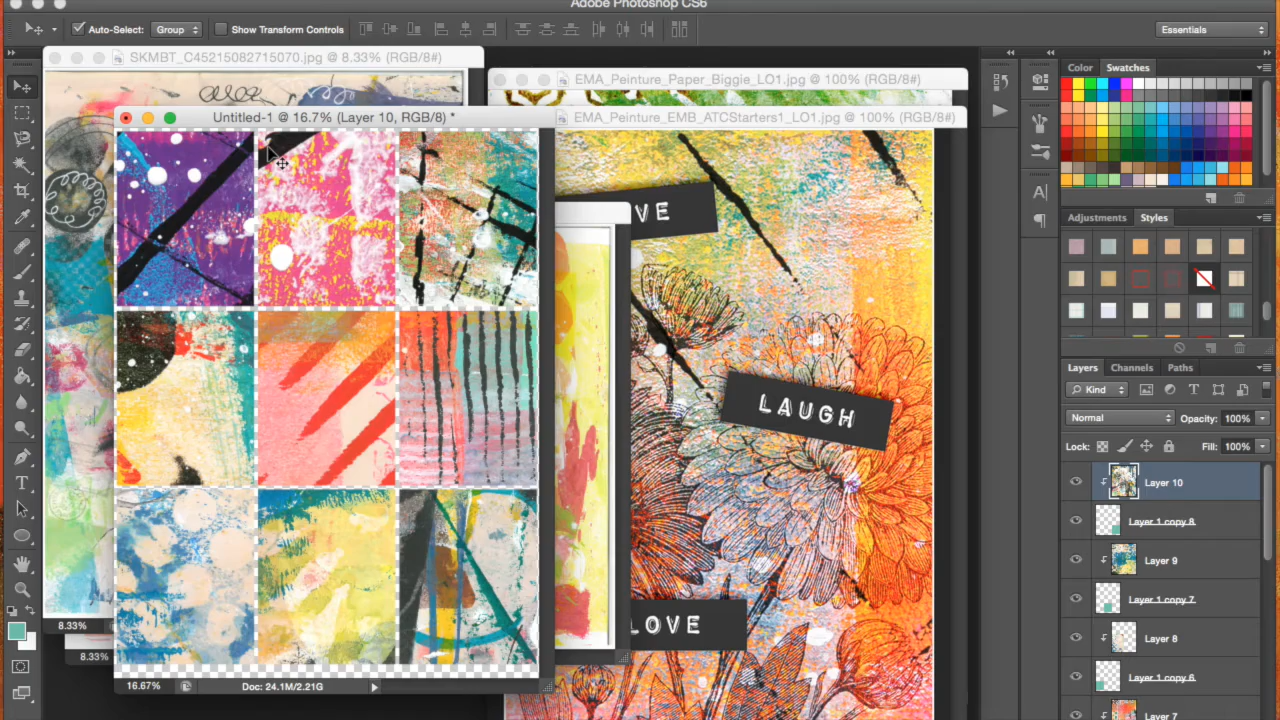 Adobe Photoshop CS6
Auto-Select:
Group
Show Transform Controls
Essentials
SKMBT_C45215082715070.jpg @ 8.33% (RGB/8#)
EMA_Peinture_Paper_Biggie_LO1.jpg @ 100% (RGB/8#)
Untitled-1 @ 16.7% (Layer 10, RGB/8) *
EMA_Peinture_EMB_ATCStarters1_LO1.jpg @ 100% (RGB/8#)
VE
LAUGH
LOVE
8.33%
8.33%
16.67%
Doc: 24.1M/2.21G
Color
Swatches
Adjustments
Styles
Layers
Channels
Paths
Kind
Normal
Opacity:
100%
Lock:
Fill:
100%
Layer 10
Layer 1 copy 8
Layer 9
Layer 1 copy 7
Layer 8
Layer 1 copy 6
Layer 7